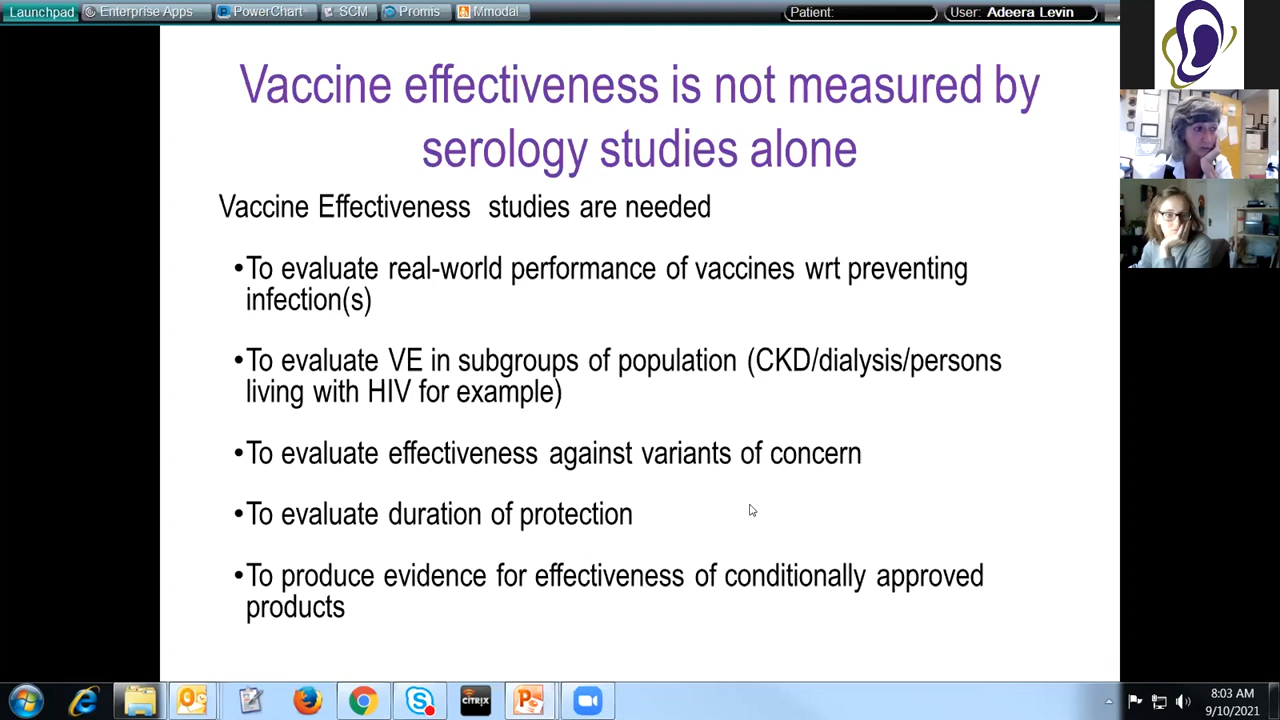 Launchpad Enterprise Apps PowerChart SCM Promis Mmodal Patient: User: Adeera Levin
Vaccine effectiveness is not measured by
serology studies alone
Vaccine Effectiveness studies are needed
•To evaluate real-world performance of vaccines wrt preventing
infection(s)
•To evaluate VE in subgroups of population (CKD/dialysis/persons
living with HIV for example)
•To evaluate effectiveness against variants of concern
•To evaluate duration of protection
•To produce evidence for effectiveness of conditionally approved
products
CITRIX
8:03 AM
9/10/2021